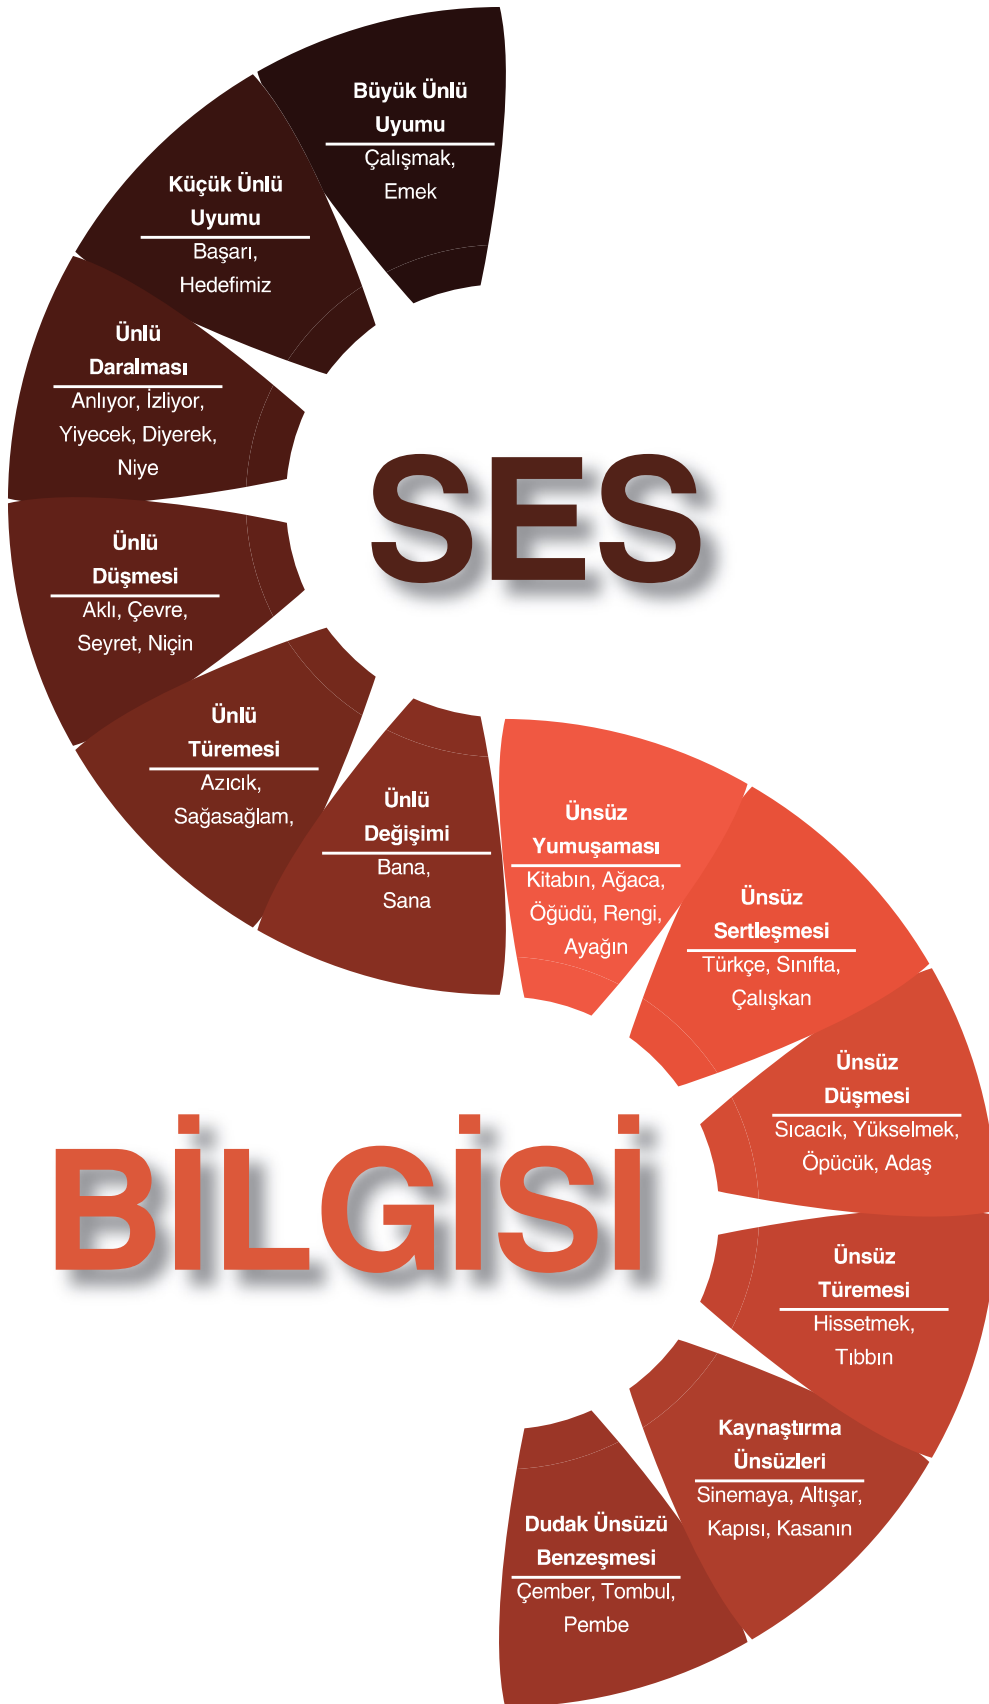 Büyük Ünlü
Uyumu
Çalışmak,
Emek
Küçük Ünlü
Uyumu
Başarı,
Hedefimiz
Ünlü
Daralması
Anlıyor, İzliyor,
Yiyecek, Diyerek,
Niye
SES
Ünlü
Düşmesi
Aklı, Çevre,
Seyret, Niçin
Ünlü
Türemesi
Azıcık,
Sağasağlam,
Ünlü
Değişimi
Bana,
Sana
Ünsüz
Yumuşaması
Kitabın, Ağaca,
Öğüdü, Rengi,
Ayağın
Ünsüz
Sertleşmesi
Türkçe, Sınıfta,
Çalışkan
Ünsüz
Düşmesi
Sıcacık, Yükselmek,
Öpücük, Adaş
BİLGİSİ
Ünsüz
Türemesi
Hissetmek,
Tıbbın
Kaynaştırma
Ünsüzleri
Sinemaya, Altışar,
Kapısı, Kasanın
Dudak Ünsüzü
Benzeşmesi
Çember, Tombul,
Pembe